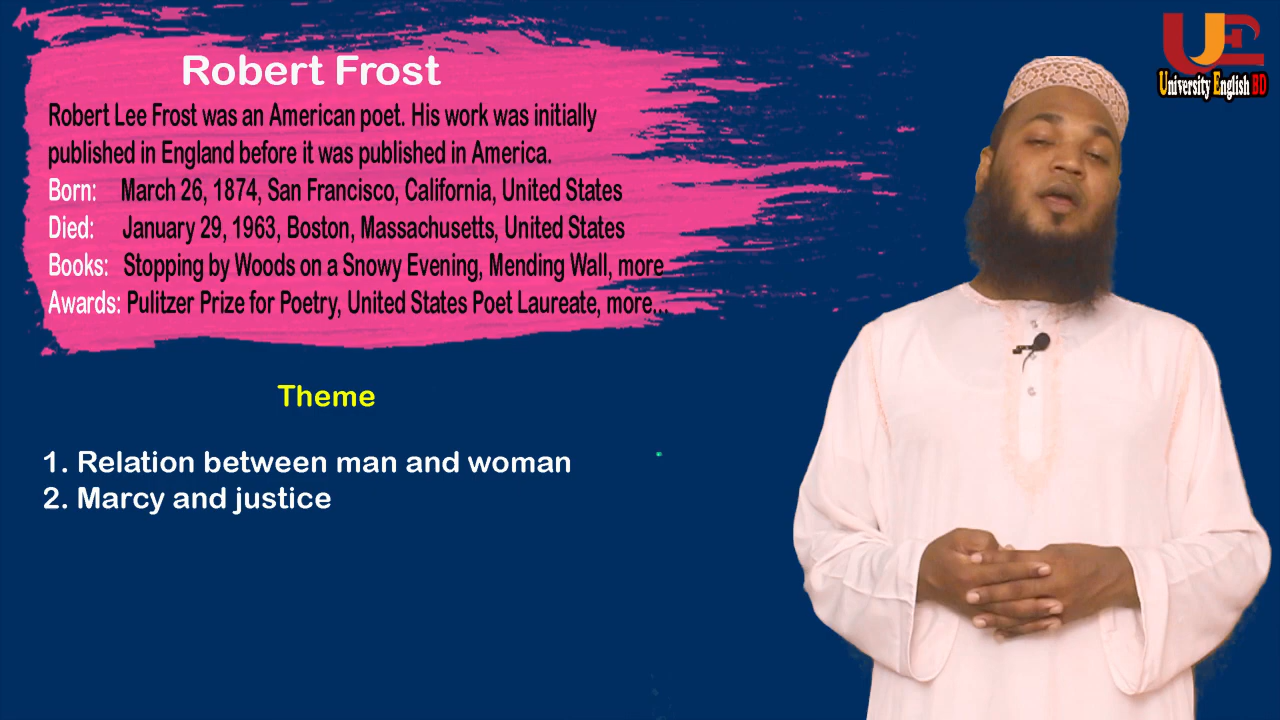 Robert Frost
Robert Lee Frost was an American poet. His work was initially
published in England before it was published in America.
Born: March 26, 1874, San Francisco, California, United States
Died: January 29, 1963, Boston, Massachusetts, United States
Books: Stopping by Woods on a Snowy Evening, Mending Wall, more
Awards: Pulitzer Prize for Poetry, United States Poet Laureate, more...
Theme
1. Relation between man and woman
2. Marcy and justice
UE
University English BD